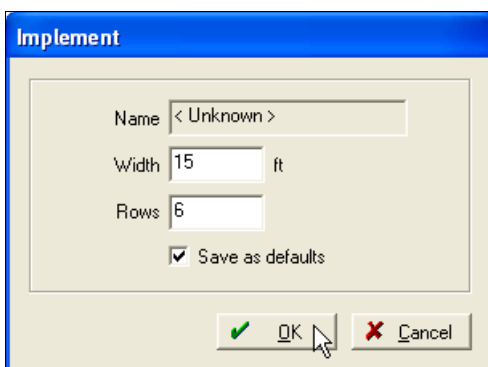 Implement
Name < Unknown >
Width 15 ft
Rows 6
Save as defaults
OK Cancel